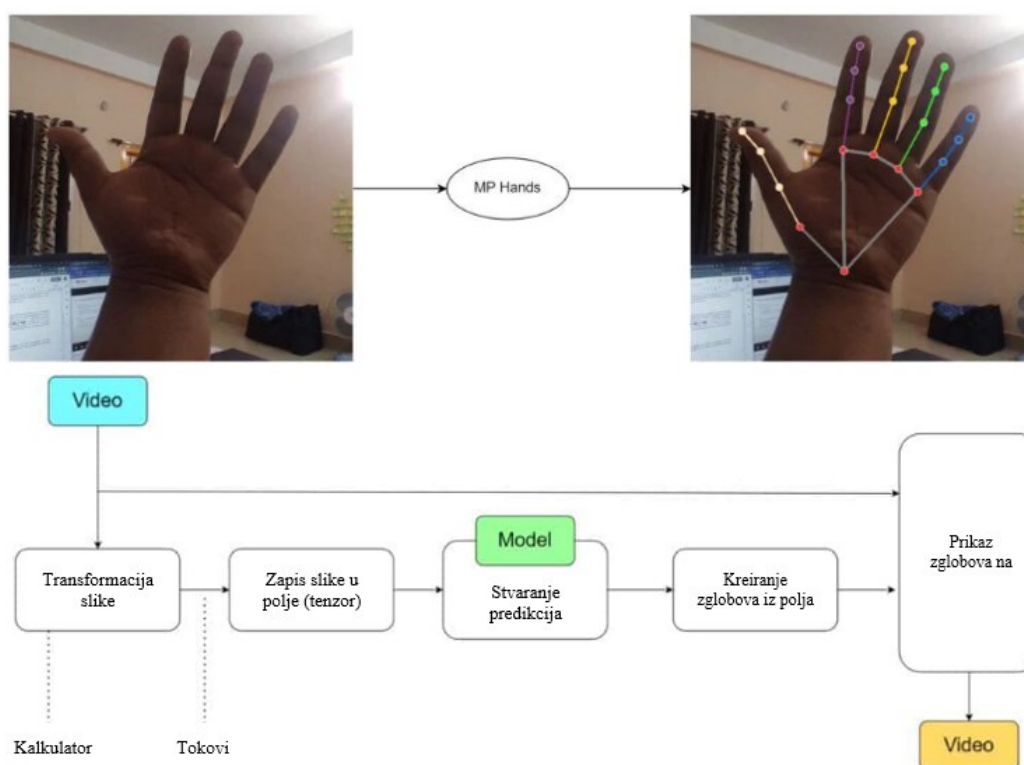 MP Hands
Video
Model
Transformacija
slike
Zapis slike u
polje (tenzor)
Stvaranje
predikcija
Kreiranje
zglobova iz polja
Prikaz
zglobova na
Kalkulator
Tokovi
Video